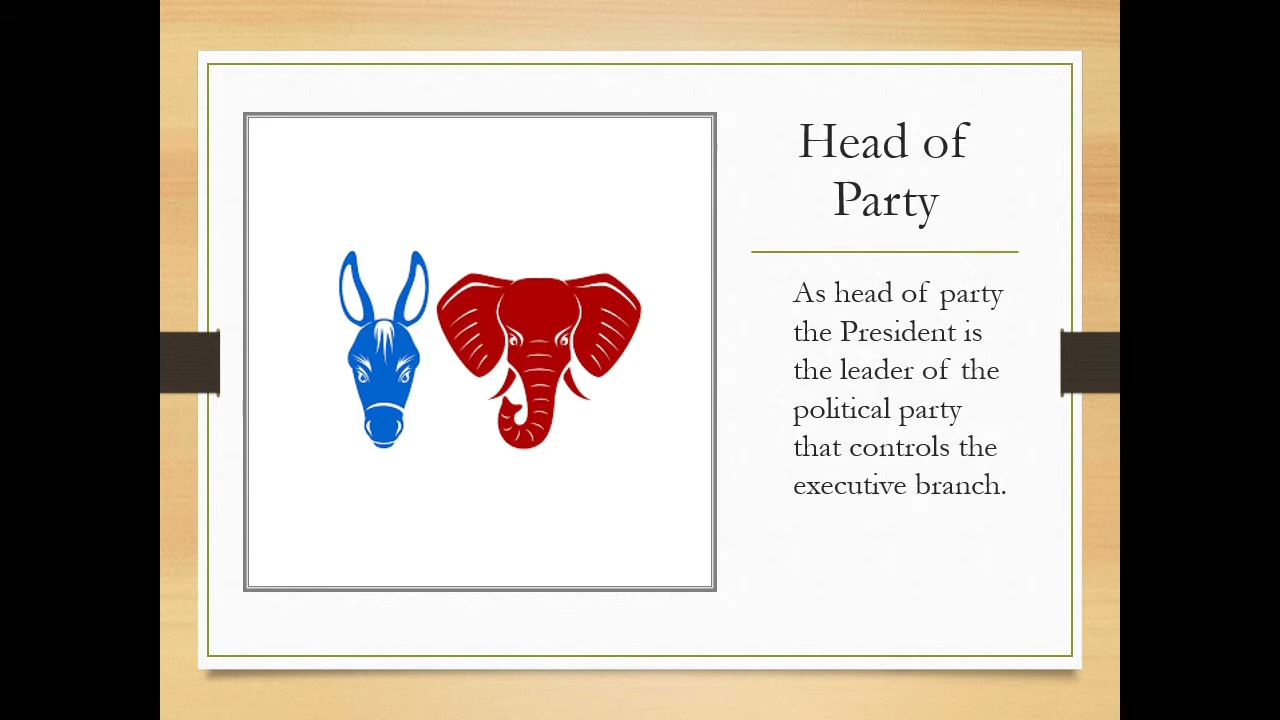 Head of
Party
As head of party
the President is
the leader of the
political party
that controls the
executive branch.